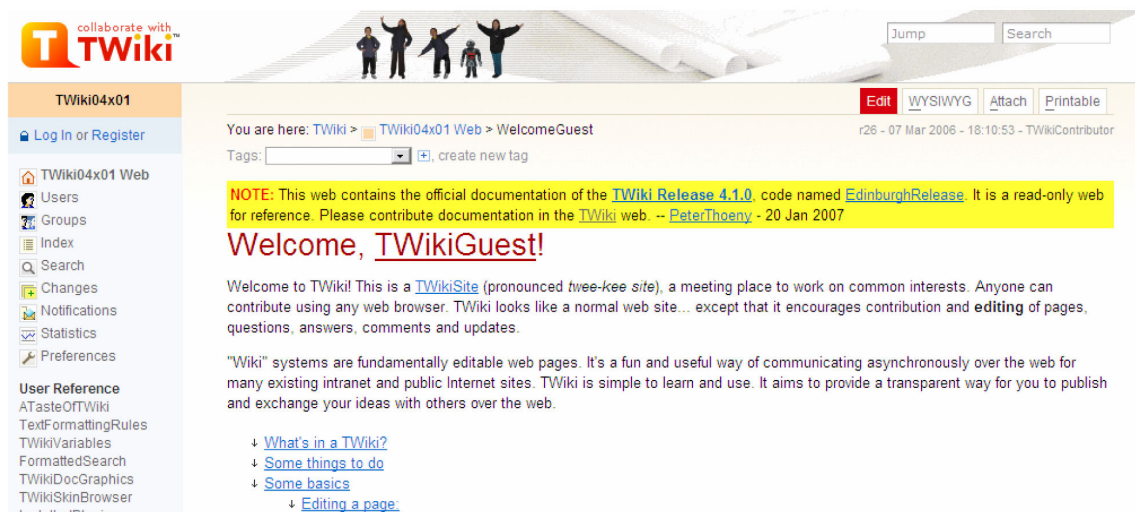 collaborate with
TWiki™
Jump
Search
TWiki04x01
Edit WYSIWYG Attach Printable
Log In or Register
You are here: TWiki > TWiki04x01 Web > WelcomeGuest
r26 - 07 Mar 2006 - 18:10:53 - TWikiContributor
Tags: , create new tag
TWiki04x01 Web
Users
Groups
Index
Search
Changes
Notifications
Statistics
Preferences
User Reference
ATasteOfTWiki
TextFormattingRules
TWikiVariables
FormattedSearch
TWikiDocGraphics
TWikiSkinBrowser
NOTE: This web contains the official documentation of the TWiki Release 4.1.0, code named EdinburghRelease. It is a read-only web
for reference. Please contribute documentation in the TWiki web. -- PeterThoeny - 20 Jan 2007
Welcome, TWikiGuest!
Welcome to TWiki! This is a TWikiSite (pronounced twee-kee site), a meeting place to work on common interests. Anyone can
contribute using any web browser. TWiki looks like a normal web site... except that it encourages contribution and editing of pages,
questions, answers, comments and updates.
"Wiki" systems are fundamentally editable web pages. It's a fun and useful way of communicating asynchronously over the web for
many existing intranet and public Internet sites. TWiki is simple to learn and use. It aims to provide a transparent way for you to publish
and exchange your ideas with others over the web.
What's in a TWiki?
Some things to do
Some basics
Editing a page: